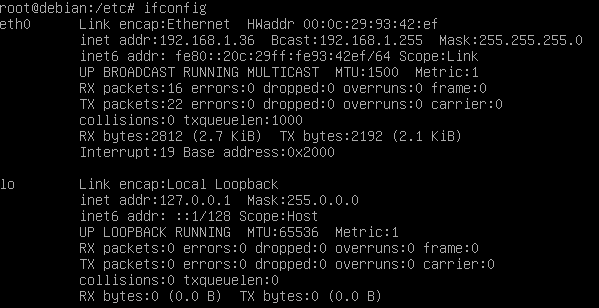 root@debian:/etc# ifconfig
eth0      Link encap:Ethernet  HWaddr 00:0c:29:93:42:ef
          inet addr:192.168.1.36  Bcast:192.168.1.255  Mask:255.255.255.0
          inet6 addr: fe80::20c:29ff:fe93:42ef/64 Scope:Link
          UP BROADCAST RUNNING MULTICAST  MTU:1500  Metric:1
          RX packets:16 errors:0 dropped:0 overruns:0 frame:0
          TX packets:22 errors:0 dropped:0 overruns:0 carrier:0
          collisions:0 txqueuelen:1000
          RX bytes:2812 (2.7 KiB)  TX bytes:2192 (2.1 KiB)
          Interrupt:19 Base address:0x2000
lo        Link encap:Local Loopback
          inet addr:127.0.0.1  Mask:255.0.0.0
          inet6 addr: ::1/128 Scope:Host
          UP LOOPBACK RUNNING  MTU:65536  Metric:1
          RX packets:0 errors:0 dropped:0 overruns:0 frame:0
          TX packets:0 errors:0 dropped:0 overruns:0 carrier:0
          collisions:0 txqueuelen:0
          RX bytes:0 (0.0 B)  TX bytes:0 (0.0 B)